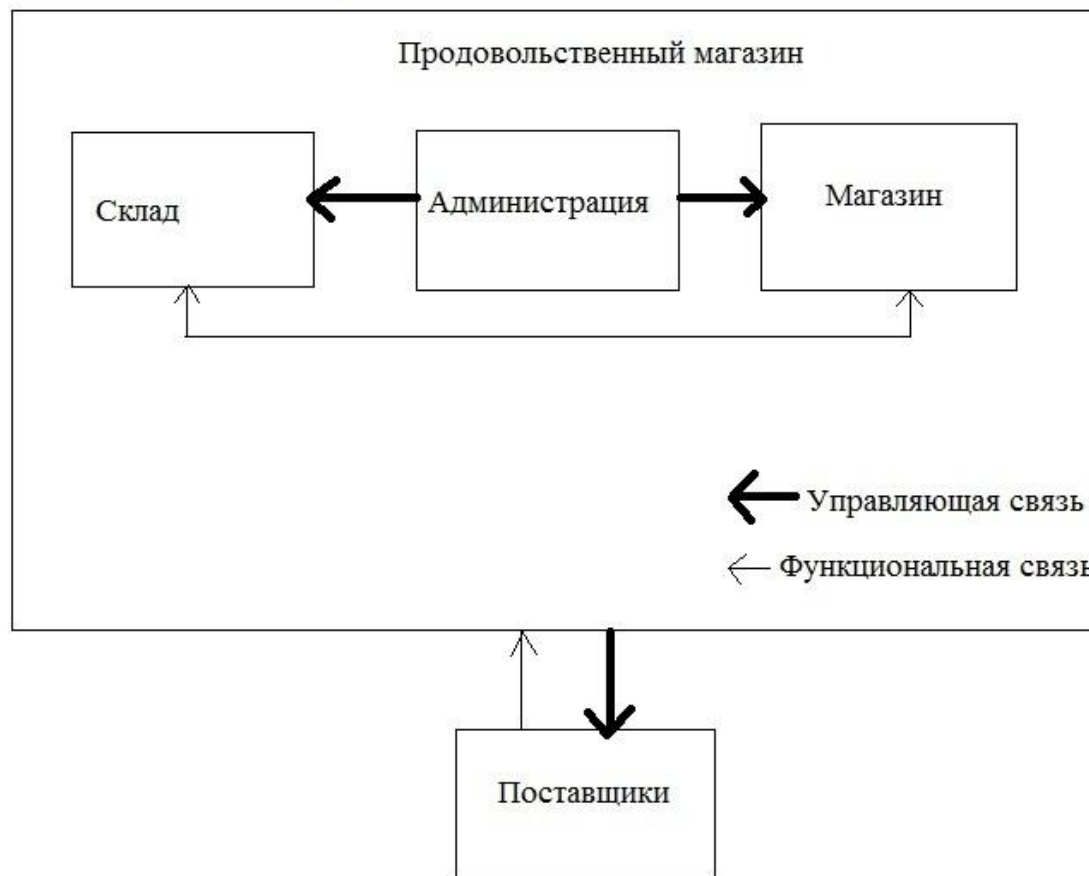 Продовольственный магазин
Склад
Администрация
Магазин
Управляющая связь
Функциональная связь
Поставщики